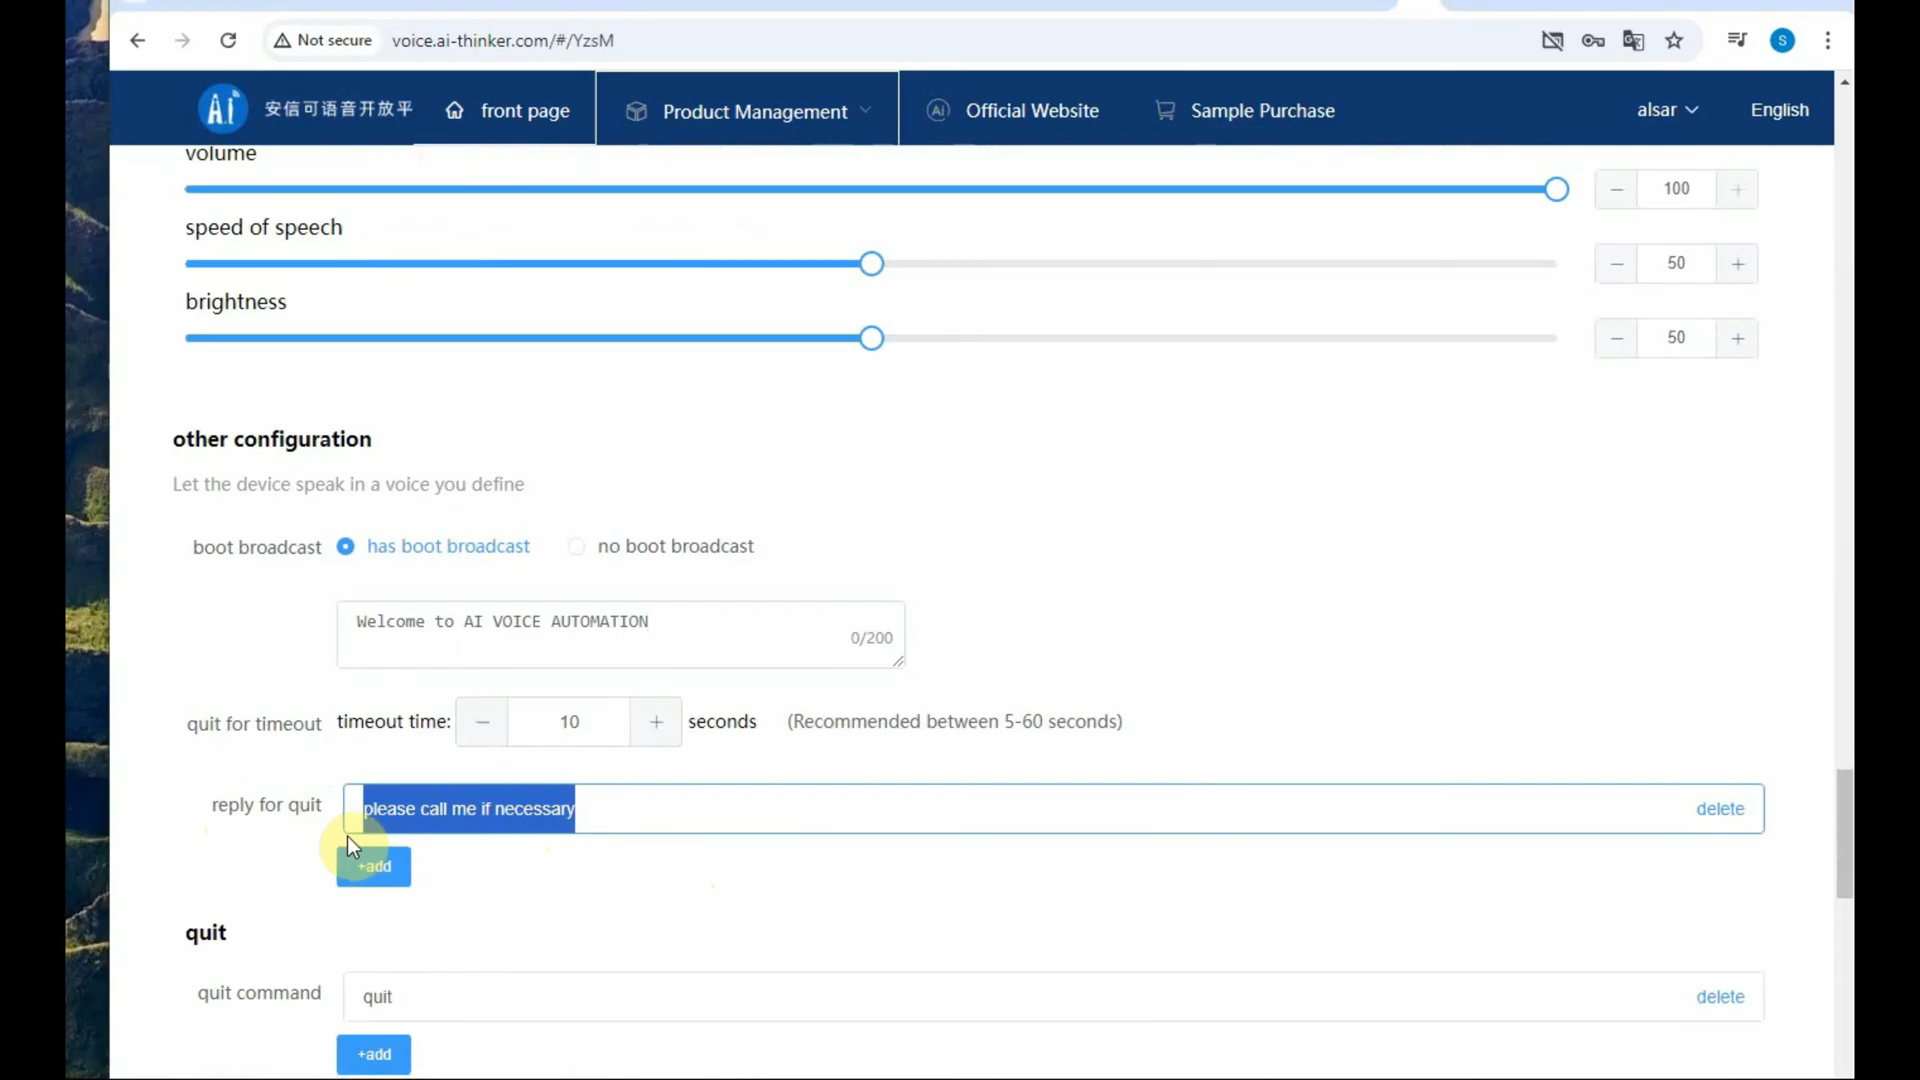 Not secure voice.ai-thinker.com/#/YzsM S
Ai 安信可语音开放平 front page Product Management AI Official Website Sample Purchase alsar English
volume
100
speed of speech
50
brightness
50
other configuration
Let the device speak in a voice you define
boot broadcast has boot broadcast no boot broadcast
Welcome to AI VOICE AUTOMATION
0/200
quit for timeout timeout time: 10 seconds (Recommended between 5-60 seconds)
reply for quit please call me if necessary delete
+add
quit
quit command quit delete
+add